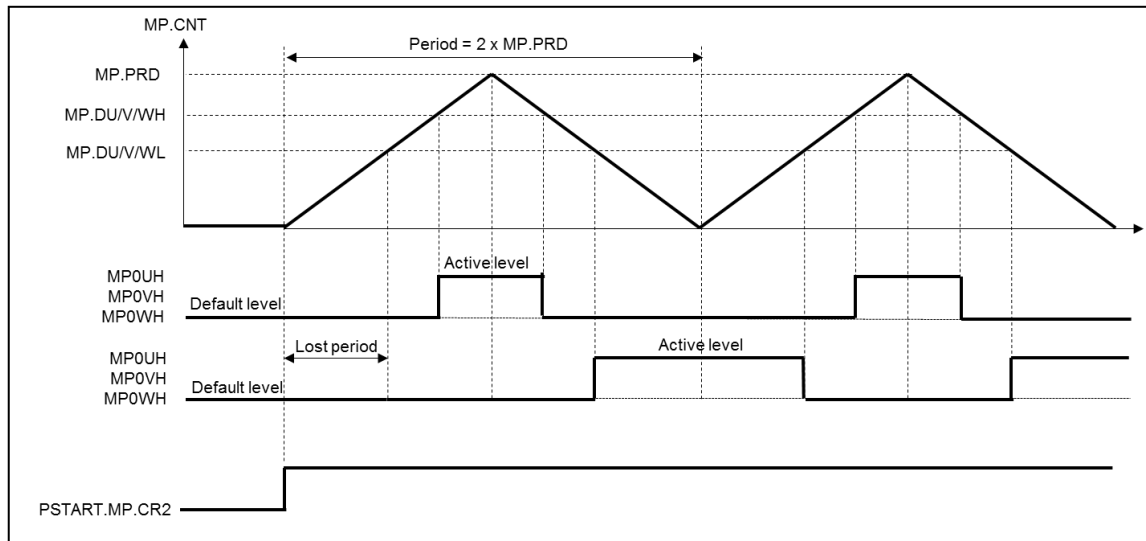 MP.CNT
Period = 2 x MP.PRD
MP.PRD
MP.DU/V/WH
MP.DU/V/WL
Active level
MP0UH
MP0VH
MP0WH
Default level
Lost period
Active level
MP0UH
MP0VH
MP0WH
Default level
PSTART.MP.CR2